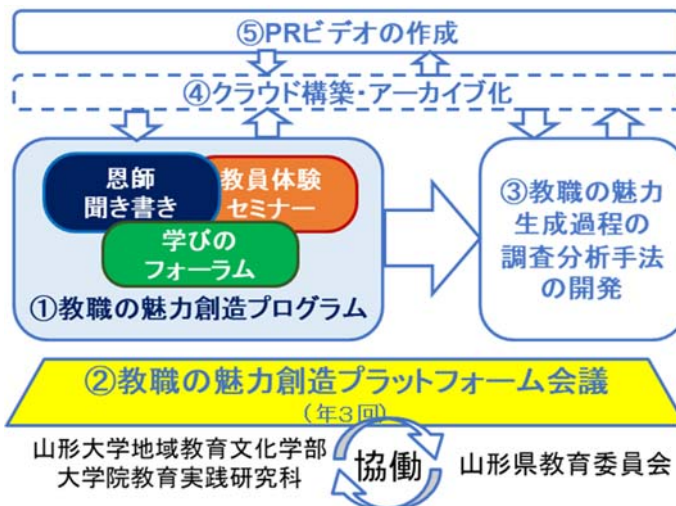 ⑤PRビデオの作成
④クラウド構築・アーカイブ化
恩師
聞き書き
教員体験
セミナー
学びの
フォーラム
①教職の魅力創造プログラム
③教職の魅力
生成過程の
調査分析手法
の開発
②教職の魅力創造プラットフォーム会議
(年3回)
山形大学地域教育文化学部
大学院教育実践研究科
協働
山形県教育委員会